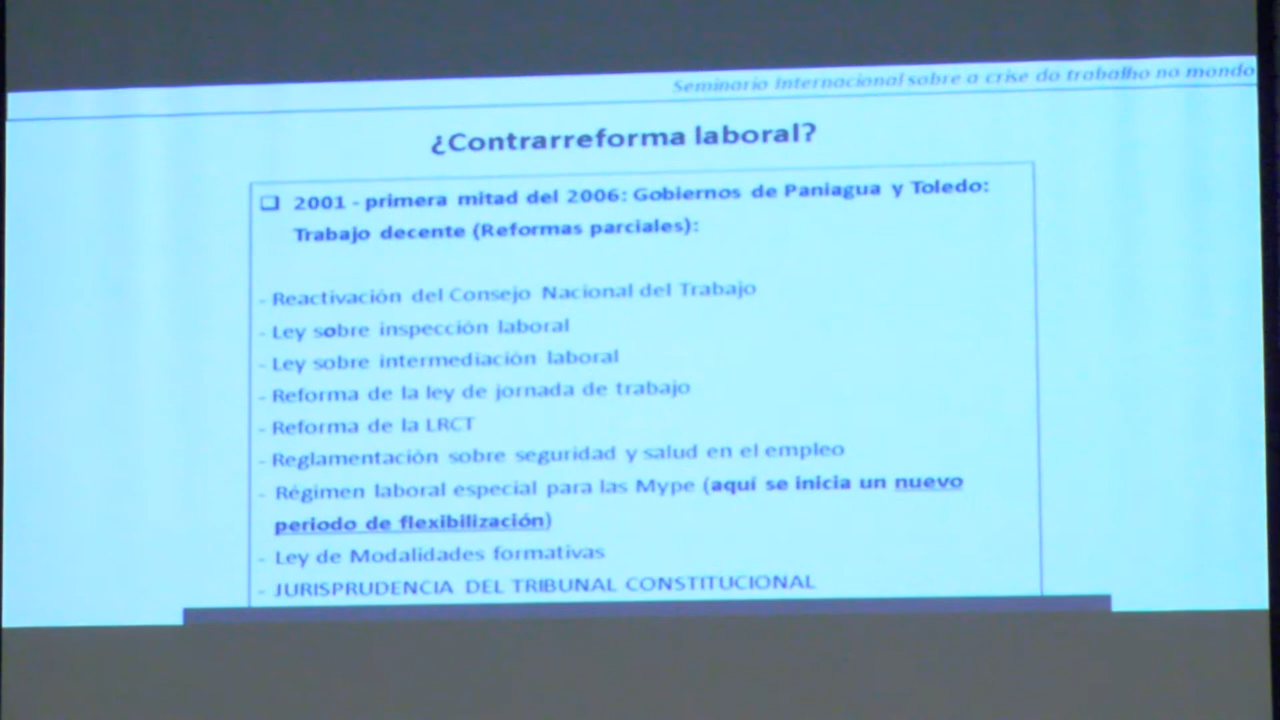 Seminario Internacional sobre a crise do trabalho no mondo
¿Contrarreforma laboral?
❑ 2001 - primera mitad del 2006: Gobiernos de Paniagua y Toledo:
Trabajo decente (Reformas parciales):
- Reactivación del Consejo Nacional del Trabajo
- Ley sobre inspección laboral
- Ley sobre intermediación laboral
- Reforma de la ley de jornada de trabajo
- Reforma de la LRCT
- Reglamentación sobre seguridad y salud en el empleo
- Régimen laboral especial para las Mype (aquí se inicia un nuevo
periodo de flexibilización)
- Ley de Modalidades formativas
- JURISPRUDENCIA DEL TRIBUNAL CONSTITUCIONAL